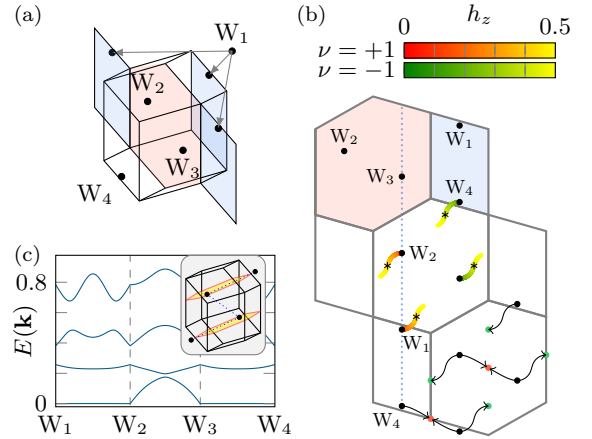 (a)
W₁
W₂
W₃
W₄
(b)
0 h_z 0.5
ν = +1
ν = −1
W₂
W₁
W₃
W₄
W₂
W₁
W₄
(c)
E(k)
0.8
0
W₁ W₂ W₃ W₄